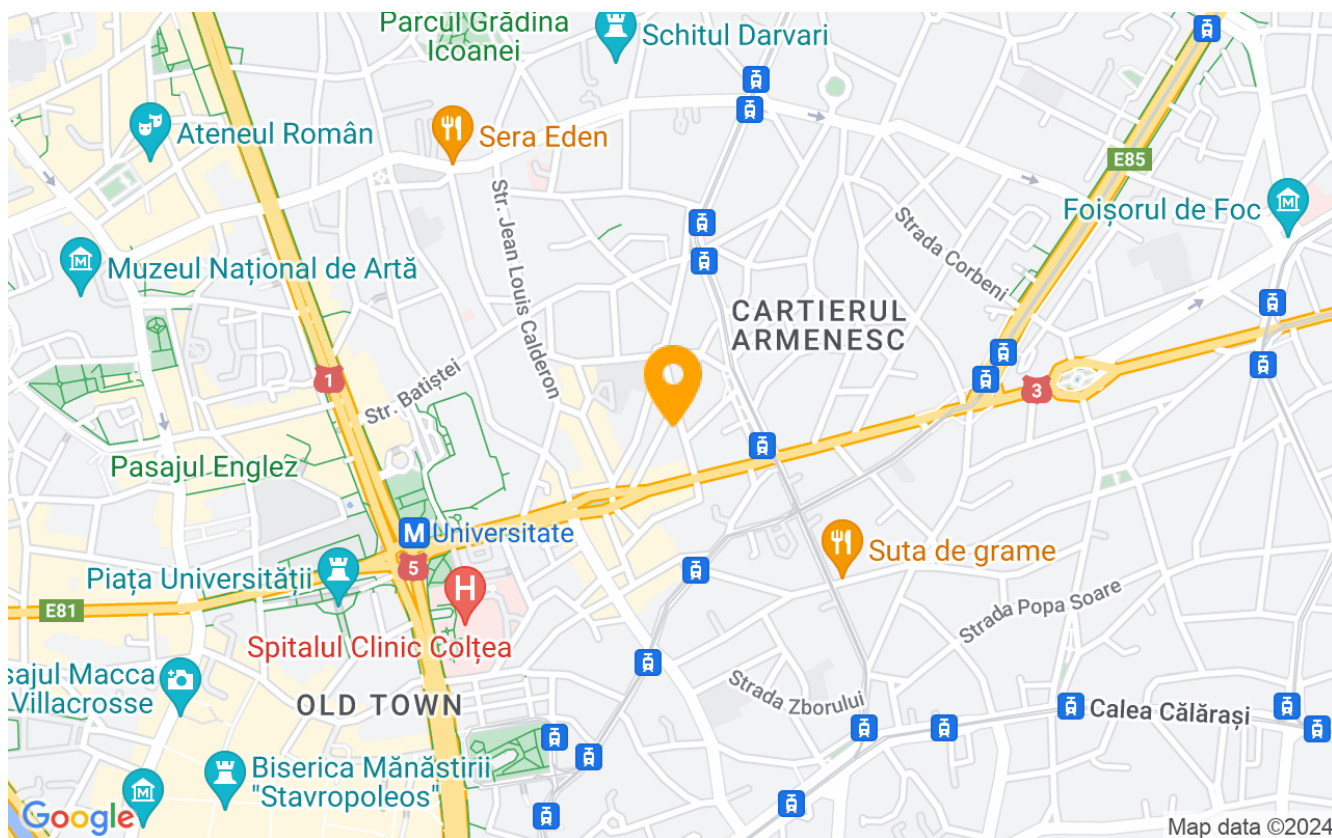 Parcul Grădina
Icoanei
Schitul Darvari
Ateneul Român
Sera Eden
E85
Foișorul de Foc
Str. Jean Louis Calderon
Strada Corbeni
Muzeul Național de Artă
CARTIERUL
ARMENESC
1
3
Str. Batiștei
Pasajul Englez
M Universitate
5
Suta de grame
Piața Universității
H
E81
Strada Popa Soare
Spitalul Clinic Colțea
sajul Macca
Villacrosse
OLD TOWN
Strada Zborului
Calea Călărași
Biserica Mănăstirii
"Stavropoleos"
Google
Map data ©2024